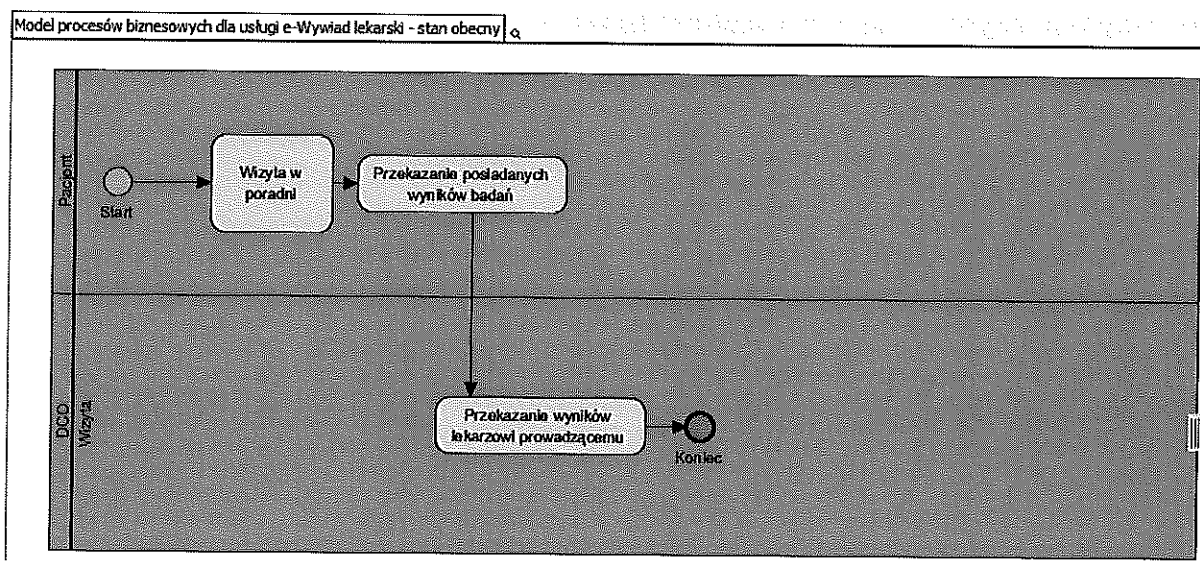 Model procesów biznesowych dla usługi e-Wywiad lekarski - stan obecny
Pacjent
Start
Wizyta w
poradni
Przekazanie posiadanych
wyników badań
DCO
Wizyta
Przekazanie wyników
lekarzowi prowadzącemu
Koniec